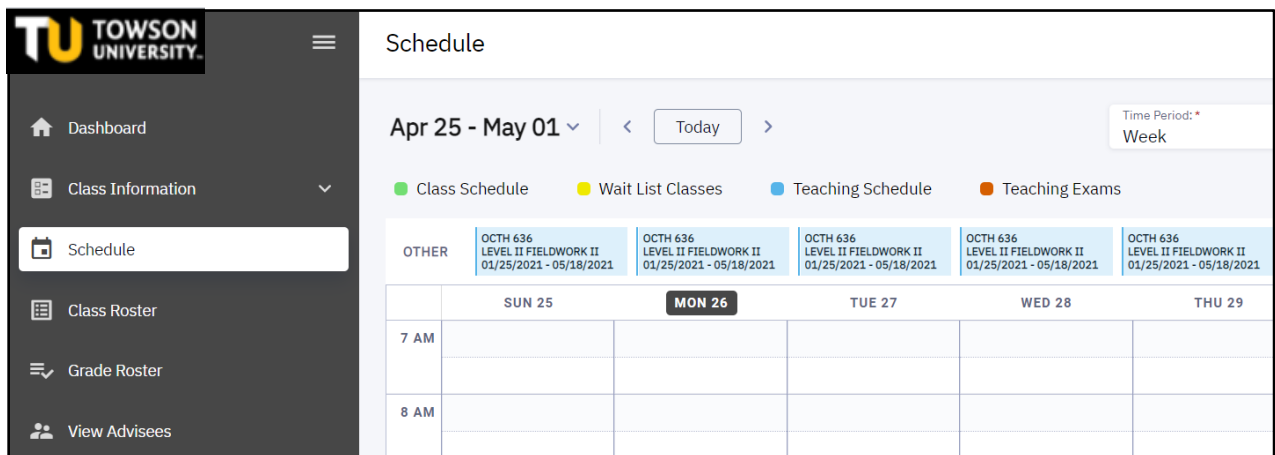 TU TOWSON
UNIVERSITY.
Schedule
Dashboard
Class Information
Schedule
Class Roster
Grade Roster
View Advisees
Apr 25 - May 01
Today
Time Period: *
Week
Class Schedule
Wait List Classes
Teaching Schedule
Teaching Exams
OTHER
OCTH 636
LEVEL II FIELDWORK II
01/25/2021 - 05/18/2021
OCTH 636
LEVEL II FIELDWORK II
01/25/2021 - 05/18/2021
OCTH 636
LEVEL II FIELDWORK II
01/25/2021 - 05/18/2021
OCTH 636
LEVEL II FIELDWORK II
01/25/2021 - 05/18/2021
OCTH 636
LEVEL II FIELDWORK II
01/25/2021 - 05/18/2021
SUN 25
MON 26
TUE 27
WED 28
THU 29
7 AM
8 AM